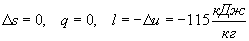 Δs = 0, q = 0, l = −Δu = −115 кДж/кг